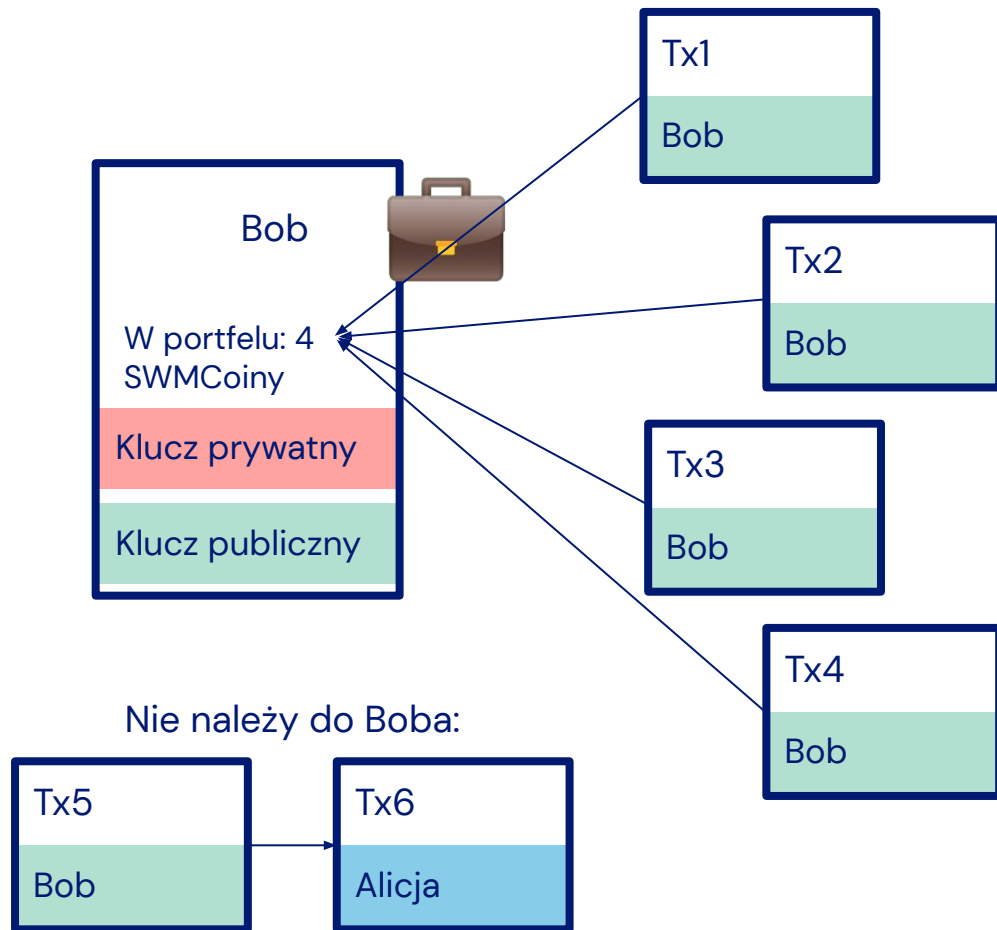 Bob
W portfelu: 4
SWMCoiny
Klucz prywatny
Klucz publiczny
Tx1
Bob
Tx2
Bob
Tx3
Bob
Tx4
Bob
Nie należy do Boba:
Tx5
Bob
Tx6
Alicja